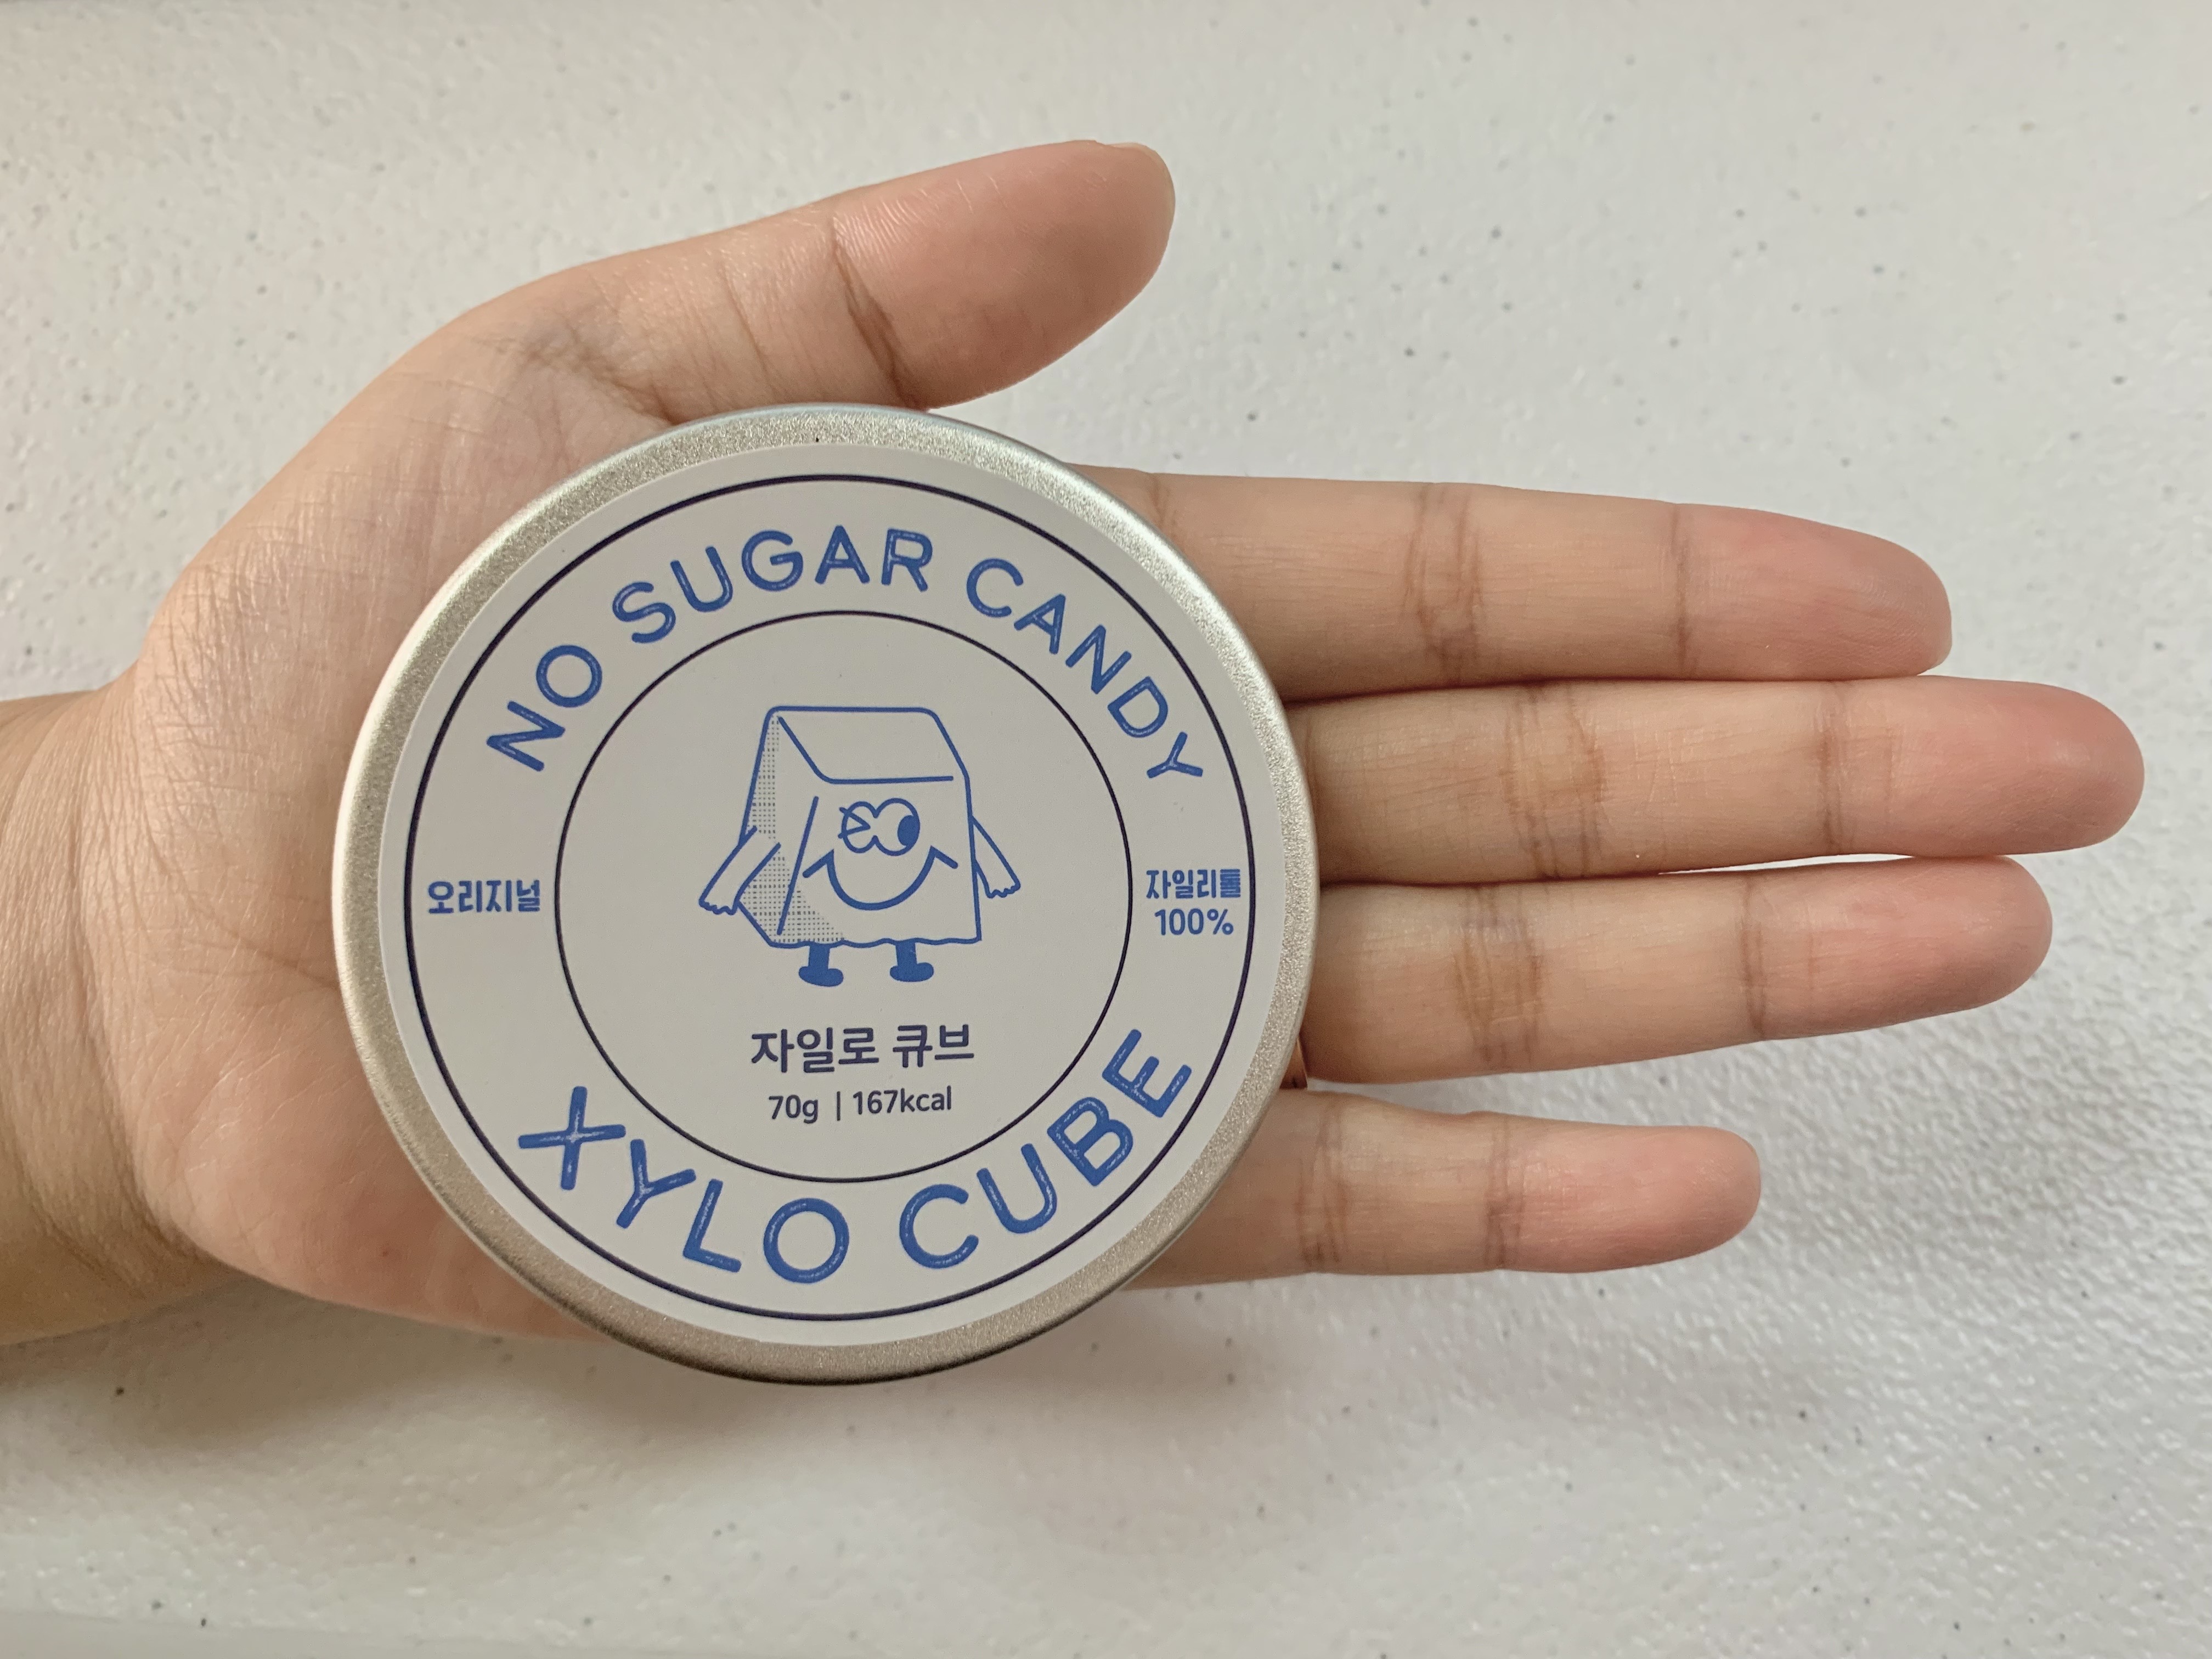 NO SUGAR CANDY
오리지널
자일리톨
100%
자일로 큐브
70g | 167kcal
XYLO CUBE